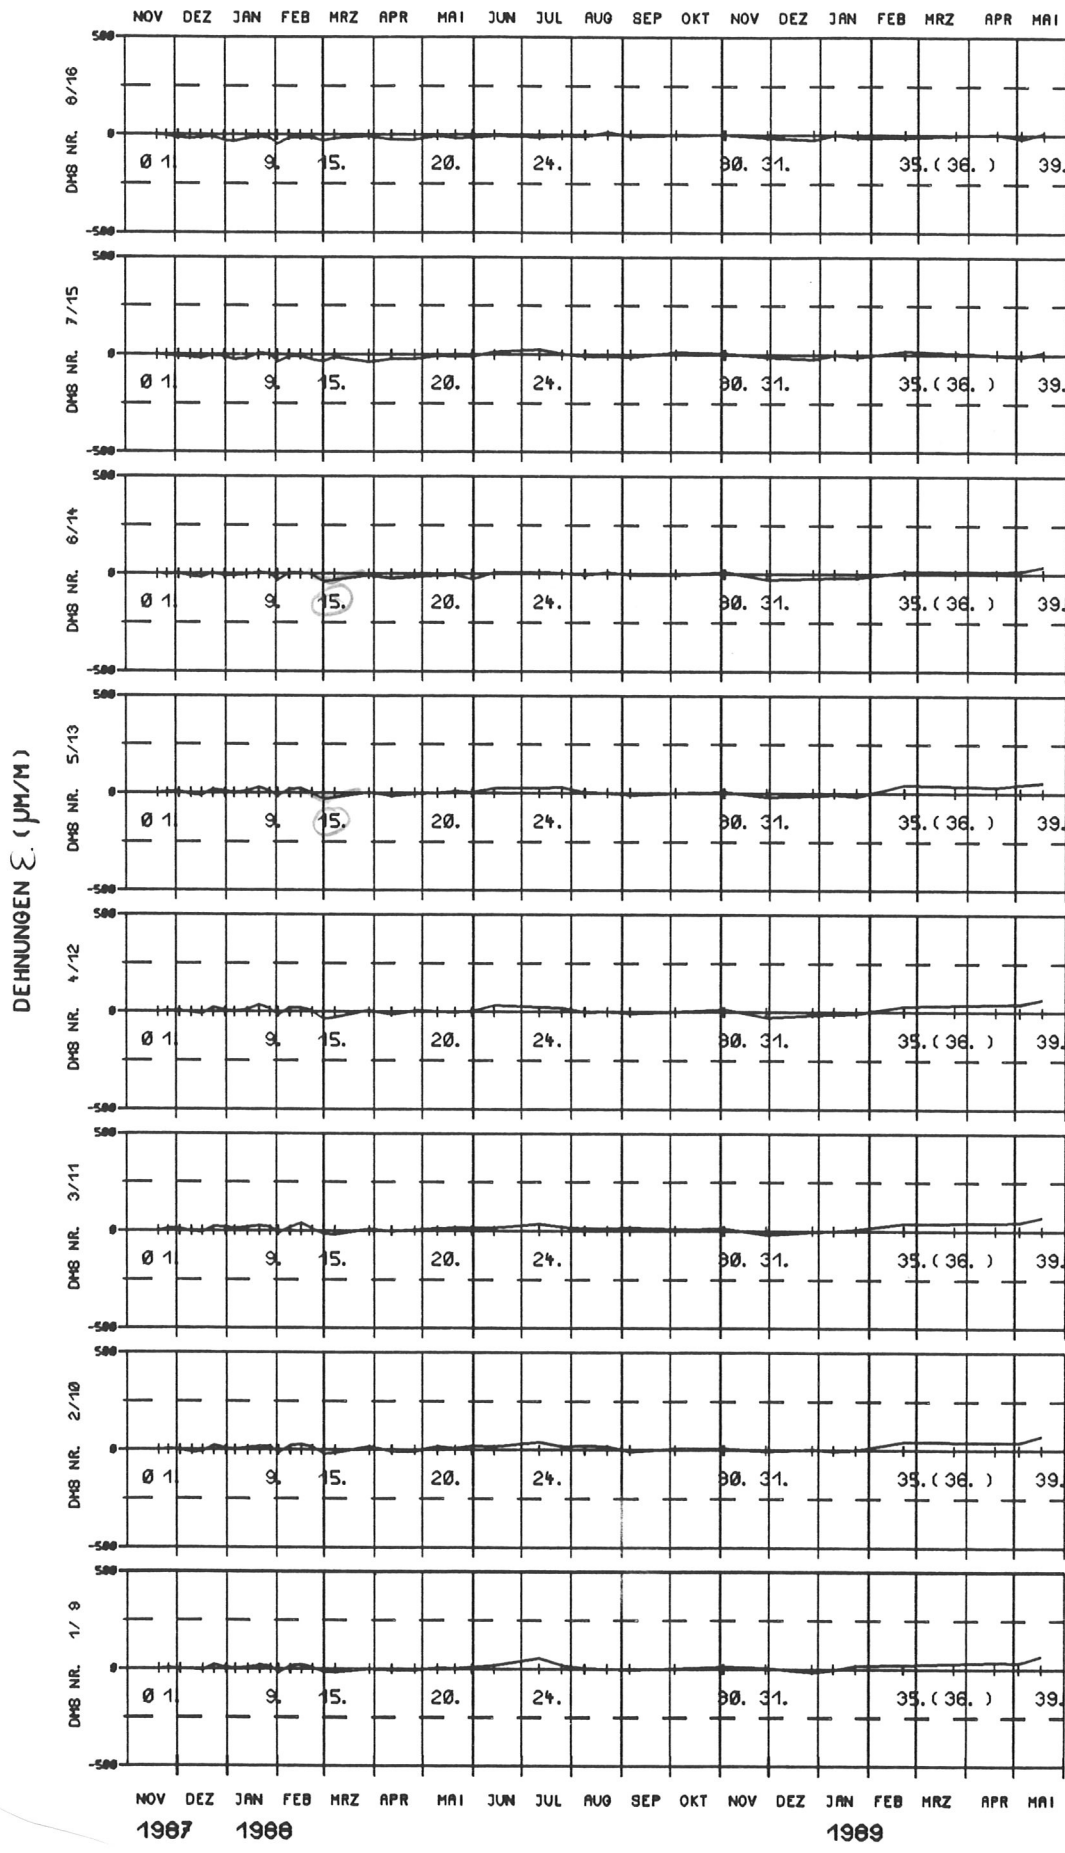 NOV DEZ JAN FEB MRZ APR MAI JUN JUL AUG SEP OKT NOV DEZ JAN FEB MRZ APR MAI
DEHNUNGEN Ɛ. (µM/M)
500
DMS NR. 8/16
0
0 1 9. 15. 20. 24. 30. 31. 35. (36. ) 39.
-500
500
DMS NR. 7/15
0
0 1 9. 15. 20. 24. 30. 31. 35. (36. ) 39.
-500
500
DMS NR. 6/14
0
0 1 9. 15. 20. 24. 30. 31. 35. (36. ) 39.
-500
500
DMS NR. 5/13
0
0 1 9. 15. 20. 24. 30. 31. 35. (36. ) 39.
-500
500
DMS NR. 4/12
0
0 1 9. 15. 20. 24. 30. 31. 35. (36. ) 39.
-500
500
DMS NR. 3/11
0
0 1 9. 15. 20. 24. 30. 31. 35. (36. ) 39.
-500
500
DMS NR. 2/10
0
0 1 9. 15. 20. 24. 30. 31. 35. (36. ) 39.
-500
500
DMS NR. 1/ 9
0
0 1 9. 15. 20. 24. 30. 31. 35. (36. ) 39.
-500
NOV DEZ JAN FEB MRZ APR MAI JUN JUL AUG SEP OKT NOV DEZ JAN FEB MRZ APR MAI
1987 1988 1989